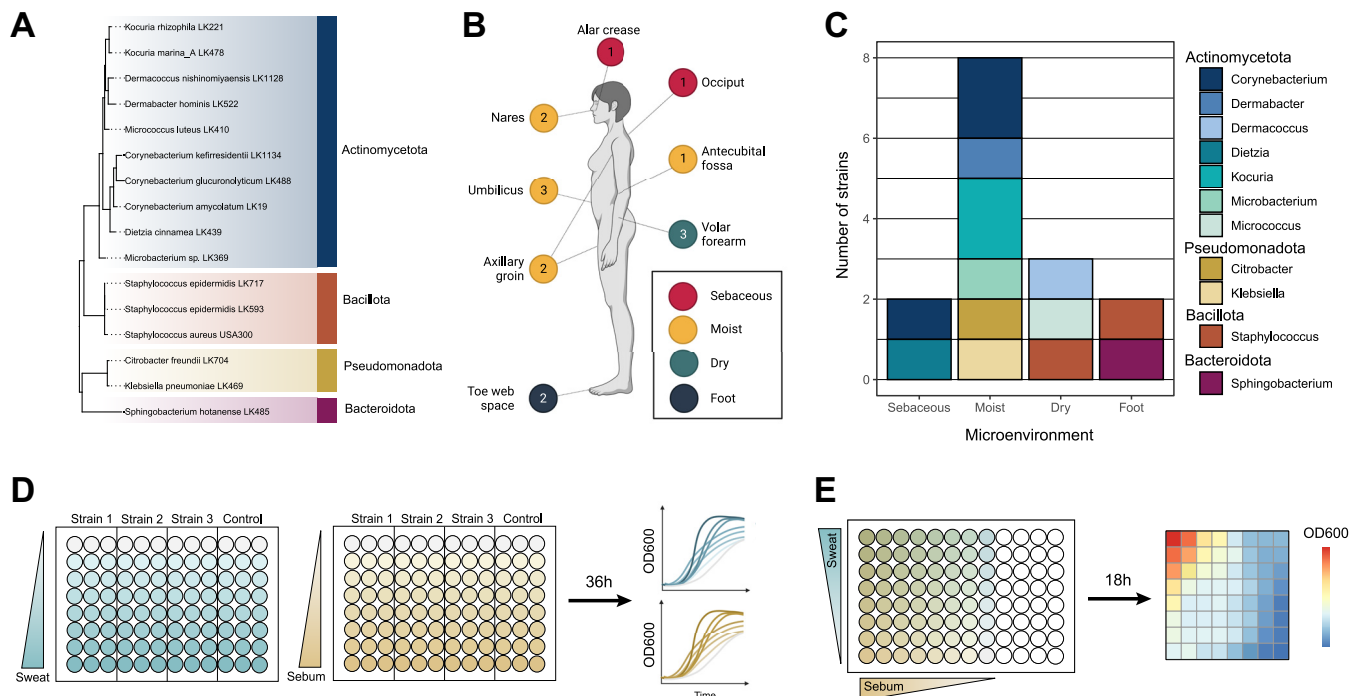 A
Kocuria rhizophila LK221
Kocuria marina_A LK478
Dermacoccus nishinomiyaensis LK1128
Dermabacter hominis LK522
Micrococcus luteus LK410
Corynebacterium kefirresidentii LK1134
Corynebacterium glucuronolyticum LK488
Corynebacterium amycolatum LK19
Dietzia cinnamea LK439
Microbacterium sp. LK369
Staphylococcus epidermidis LK717
Staphylococcus epidermidis LK593
Staphylococcus aureus USA300
Citrobacter freundii LK704
Klebsiella pneumoniae LK469
Sphingobacterium hotanense LK485
Actinomycetota
Bacillota
Pseudomonadota
Bacteroidota
B
Alar crease
1
1
Occiput
Nares
2
1
Antecubital
fossa
Umbilicus
3
3
Volar
forearm
Axillary
groin
2
Toe web
space
2
Sebaceous
Moist
Dry
Foot
C
Number of strains
8
6
4
2
0
Sebaceous
Moist
Dry
Foot
Microenvironment
Actinomycetota
Corynebacterium
Dermabacter
Dermacoccus
Dietzia
Kocuria
Microbacterium
Micrococcus
Pseudomonadota
Citrobacter
Klebsiella
Bacillota
Staphylococcus
Bacteroidota
Sphingobacterium
D
Strain 1 Strain 2 Strain 3 Control
Sweat
Strain 1 Strain 2 Strain 3 Control
Sebum
36h
OD600
OD600
Time
E
Sweat
Sebum
18h
OD600